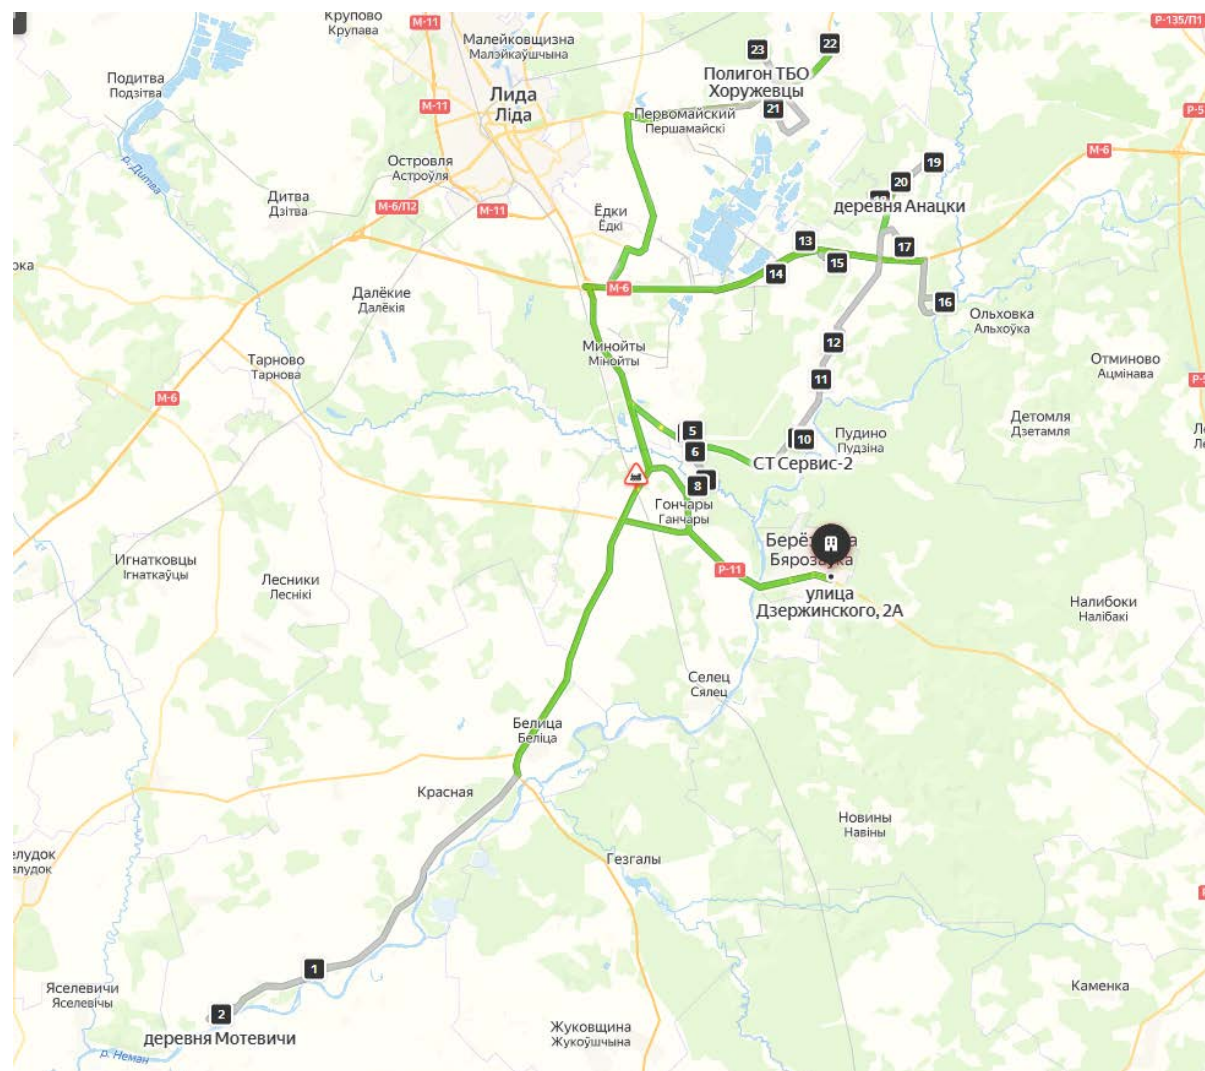 Крупово
Крупава
М-11
Р-135/П1
Малейковщизна
Малэйкаўшчына
23
22
Подитва
Подзітва
Полигон ТБО
Хоружевцы
Лида
Ліда
М-11
21
Первомайский
Першамайскі
р. Дитва
Островля
Астроўля
М-6
19
20
Дитва
Дзітва
М-6/П2
М-11
деревня Анацки
Ёдки
Ёдкі
13
17
15
14
М-6
Далёкие
Далёкія
16
Ольховка
Альхоўка
Минойты
Мінойты
12
Тарново
Тарнова
Отминово
Ацмінава
11
М-6
Детомля
Дзетамля
5
10
Пудино
Пудзіна
6
СТ Сервис-2
8
Гончары
Ганчары
Игнатковцы
Ігнаткаўцы
Р-11
Лесники
Леснікі
улица
Дзержинского, 2А
Налибоки
Налібакі
Селец
Сялец
Белица
Беліца
Красная
Новины
Навіны
Гезгалы
1
Яселевичи
Яселевічы
Каменка
2
деревня Мотевичи
Жуковщина
Жукоўшчына
р. Неман